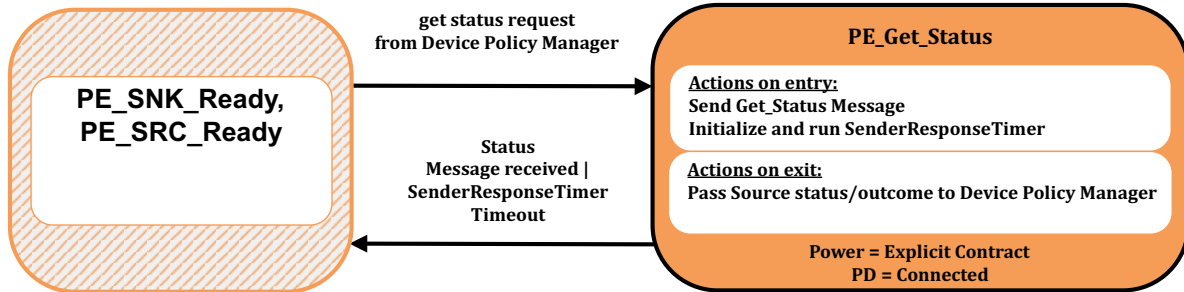 PE_SNK_Ready,
PE_SRC_Ready
get status request
from Device Policy Manager
Status
Message received |
SenderResponseTimer
Timeout
PE_Get_Status
Actions on entry:
Send Get_Status Message
Initialize and run SenderResponseTimer
Actions on exit:
Pass Source status/outcome to Device Policy Manager
Power = Explicit Contract
PD = Connected